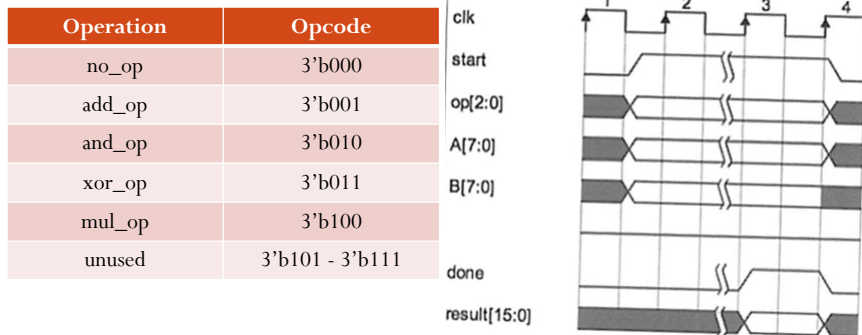 Operation Opcode
no_op 3'b000
add_op 3'b001
and_op 3'b010
xor_op 3'b011
mul_op 3'b100
unused 3'b101 - 3'b111
1 2 3 4
clk
start
op[2:0]
A[7:0]
B[7:0]
done
result[15:0]